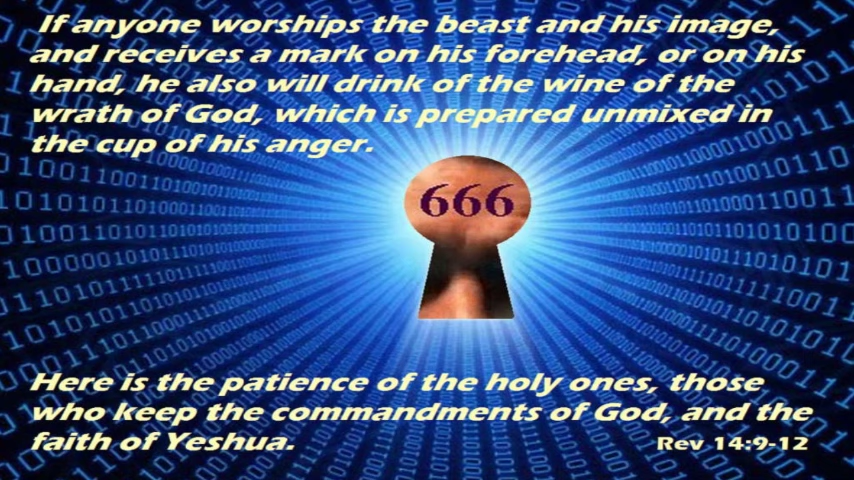 If anyone worships the beast and his image,
and receives a mark on his forehead, or on his
hand, he also will drink of the wine of the
wrath of God, which is prepared unmixed in
the cup of his anger.
666
Here is the patience of the holy ones, those
who keep the commandments of God, and the
faith of Yeshua.
Rev 14:9-12